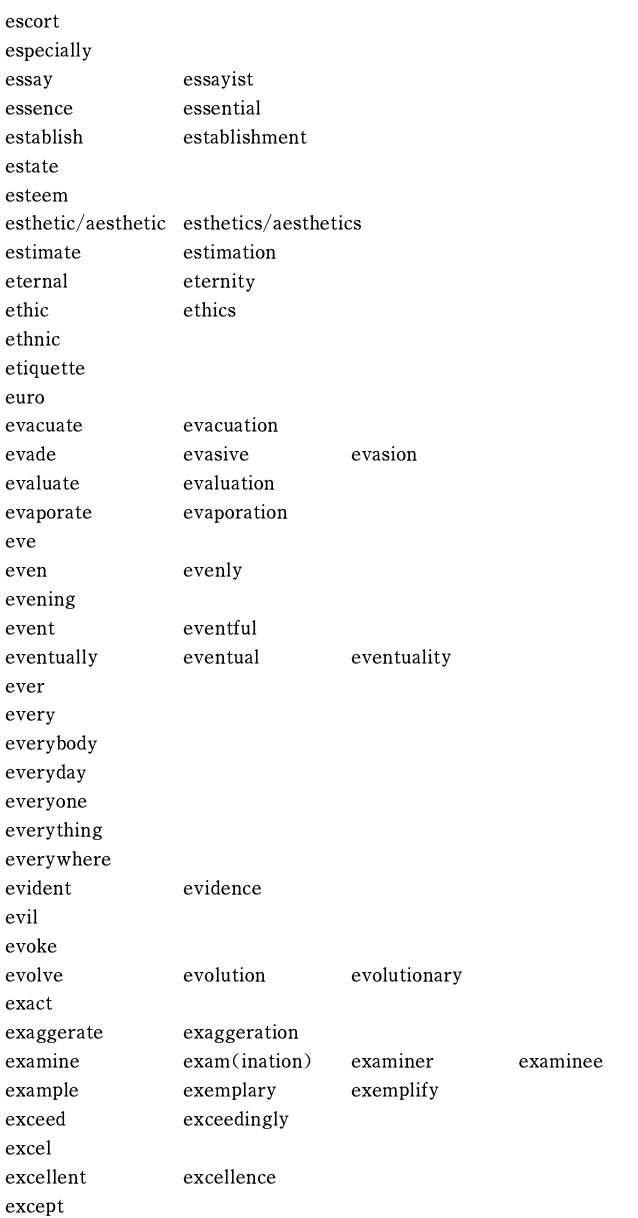 escort
especially
essay essayist
essence essential
establish establishment
estate
esteem
esthetic/aesthetic esthetics/aesthetics
estimate estimation
eternal eternity
ethic ethics
ethnic
etiquette
euro
evacuate evacuation
evade evasive evasion
evaluate evaluation
evaporate evaporation
eve
even evenly
evening
event eventful
eventually eventual eventuality
ever
every
everybody
everyday
everyone
everything
everywhere
evident evidence
evil
evoke
evolve evolution evolutionary
exact
exaggerate exaggeration
examine exam(ination) examiner examinee
example exemplary exemplify
exceed exceedingly
excel
excellent excellence
except